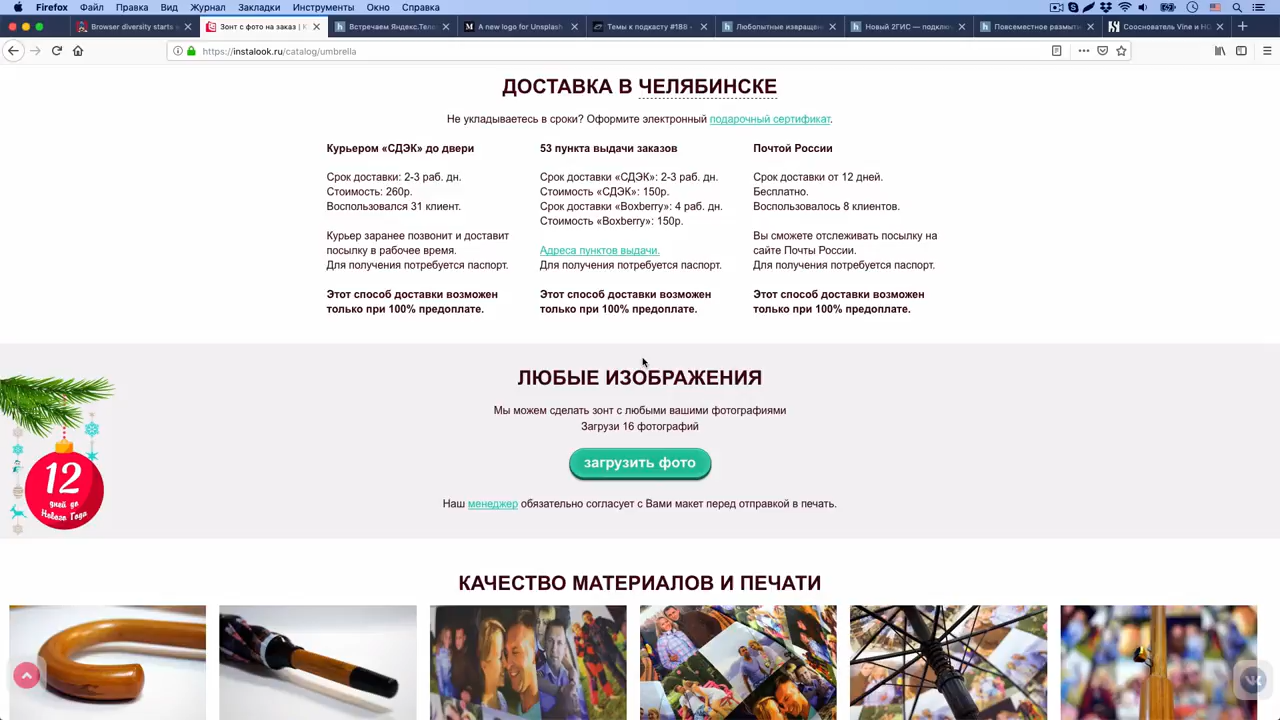 Firefox Файл Правка Вид Журнал Закладки Инструменты Окно Справка
Browser diversity starts
Зонт с фото на заказ | К
Встречаем Яндекс.Теле
A new logo for Unsplash
Темы к подкасту #188
Любопытные извращен
Новый 2ГИС — подклю
Повсеместное размыти
Сооснователь Vine и HQ
https://instalook.ru/catalog/umbrella
ДОСТАВКА В ЧЕЛЯБИНСКЕ
Не укладываетесь в сроки? Оформите электронный подарочный сертификат.
Курьером «СДЭК» до двери
Срок доставки: 2-3 раб. дн.
Стоимость: 260р.
Воспользовался 31 клиент.
Курьер заранее позвонит и доставит
посылку в рабочее время.
Для получения потребуется паспорт.
Этот способ доставки возможен
только при 100% предоплате.
53 пункта выдачи заказов
Срок доставки «СДЭК»: 2-3 раб. дн.
Стоимость «СДЭК»: 150р.
Срок доставки «Boxberry»: 4 раб. дн.
Стоимость «Boxberry»: 150р.
Адреса пунктов выдачи.
Для получения потребуется паспорт.
Этот способ доставки возможен
только при 100% предоплате.
Почтой России
Срок доставки от 12 дней.
Бесплатно.
Воспользовалось 8 клиентов.
Вы сможете отслеживать посылку на
сайте Почты России.
Для получения потребуется паспорт.
Этот способ доставки возможен
только при 100% предоплате.
ЛЮБЫЕ ИЗОБРАЖЕНИЯ
Мы можем сделать зонт с любыми вашими фотографиями
Загрузи 16 фотографий
загрузить фото
Наш менеджер обязательно согласует с Вами макет перед отправкой в печать.
12
дней до
Нового Года
КАЧЕСТВО МАТЕРИАЛОВ И ПЕЧАТИ